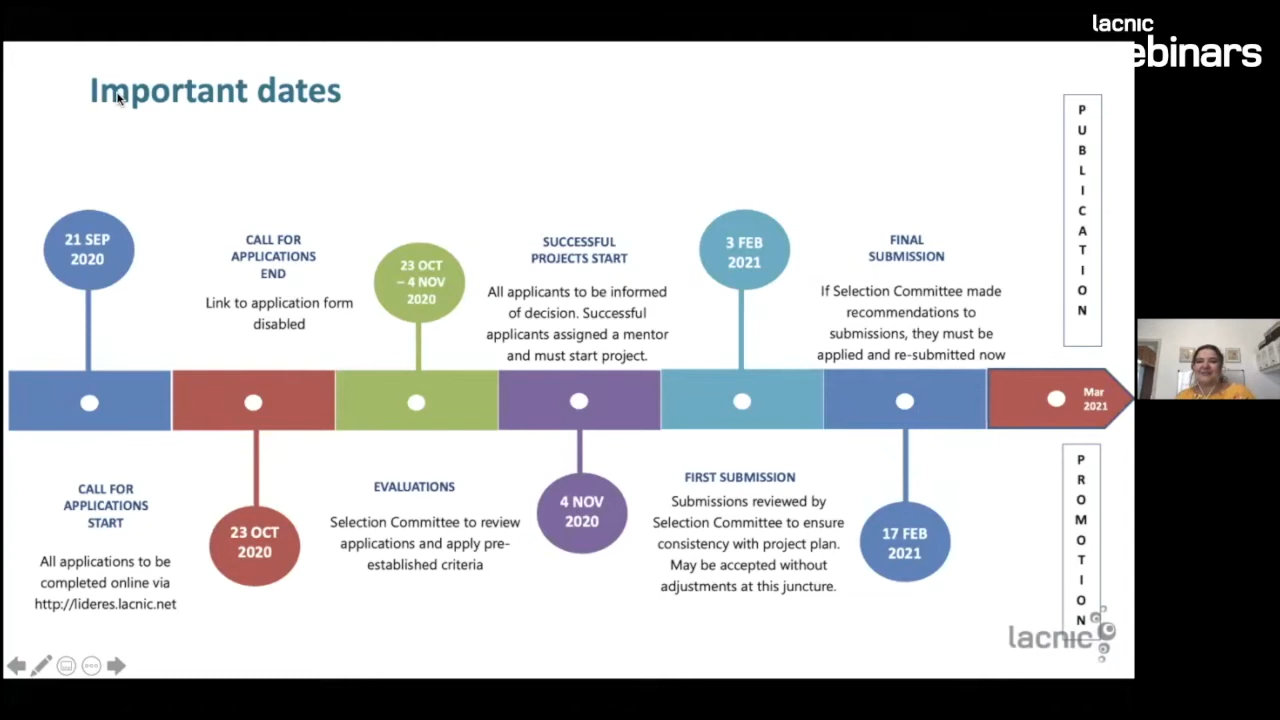 lacnic
ebinars
Important dates
21 SEP
2020
CALL FOR
APPLICATIONS
START
All applications to be
completed online via
http://lideres.lacnic.net
CALL FOR
APPLICATIONS
END
Link to application form
disabled
23 OCT
2020
23 OCT
– 4 NOV
2020
EVALUATIONS
Selection Committee to review
applications and apply pre-
established criteria
SUCCESSFUL
PROJECTS START
All applicants to be informed
of decision. Successful
applicants assigned a mentor
and must start project.
4 NOV
2020
3 FEB
2021
FIRST SUBMISSION
Submissions reviewed by
Selection Committee to ensure
consistency with project plan.
May be accepted without
adjustments at this juncture.
FINAL
SUBMISSION
If Selection Committee made
recommendations to
submissions, they must be
applied and re-submitted now
17 FEB
2021
PUBLICATION
Mar
2021
PROMOTION
lacnic